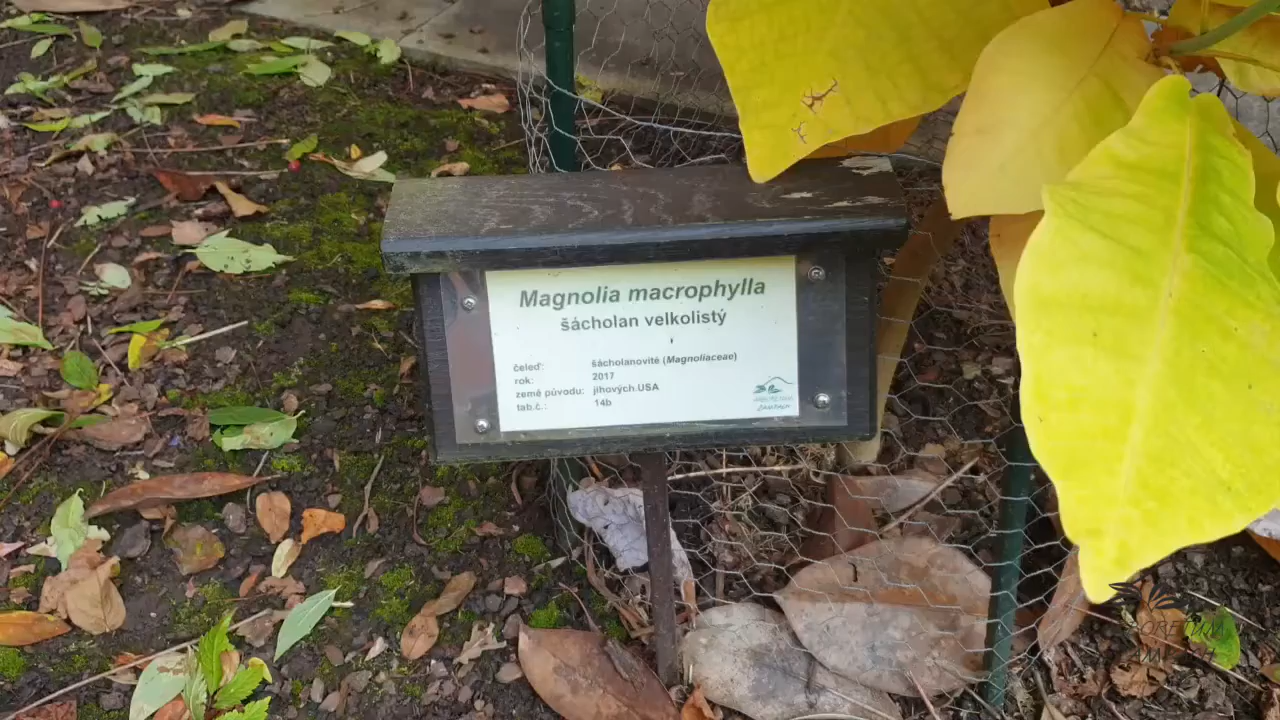 Magnolia macrophylla
šácholan velkolistý
čeleď: šácholanovité (Magnoliaceae)
rok: 2017
země původu: jihových.USA
tab.č.: 14b